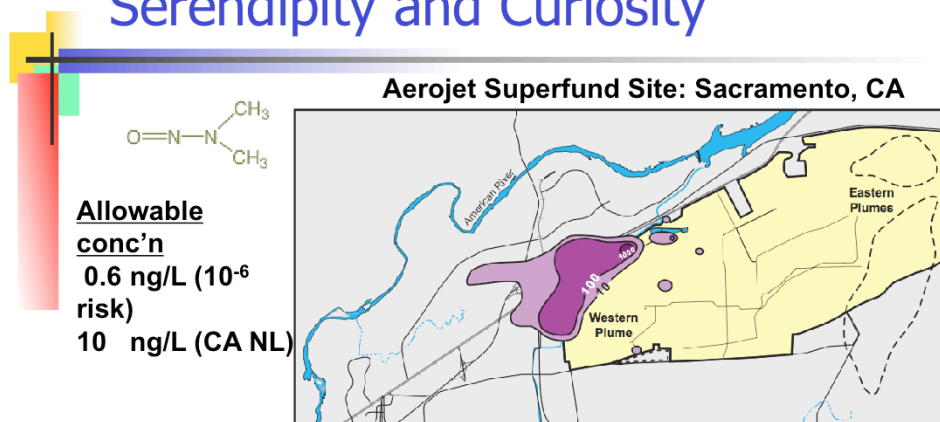 Serendipity and Curiosity
Aerojet Superfund Site: Sacramento, CA
CH₃
O=N—N
CH₃
Allowable
conc'n
0.6 ng/L (10⁻⁶
risk)
10 ng/L (CA NL)
American River
Eastern
Plumes
1000
100
10
Western
Plume